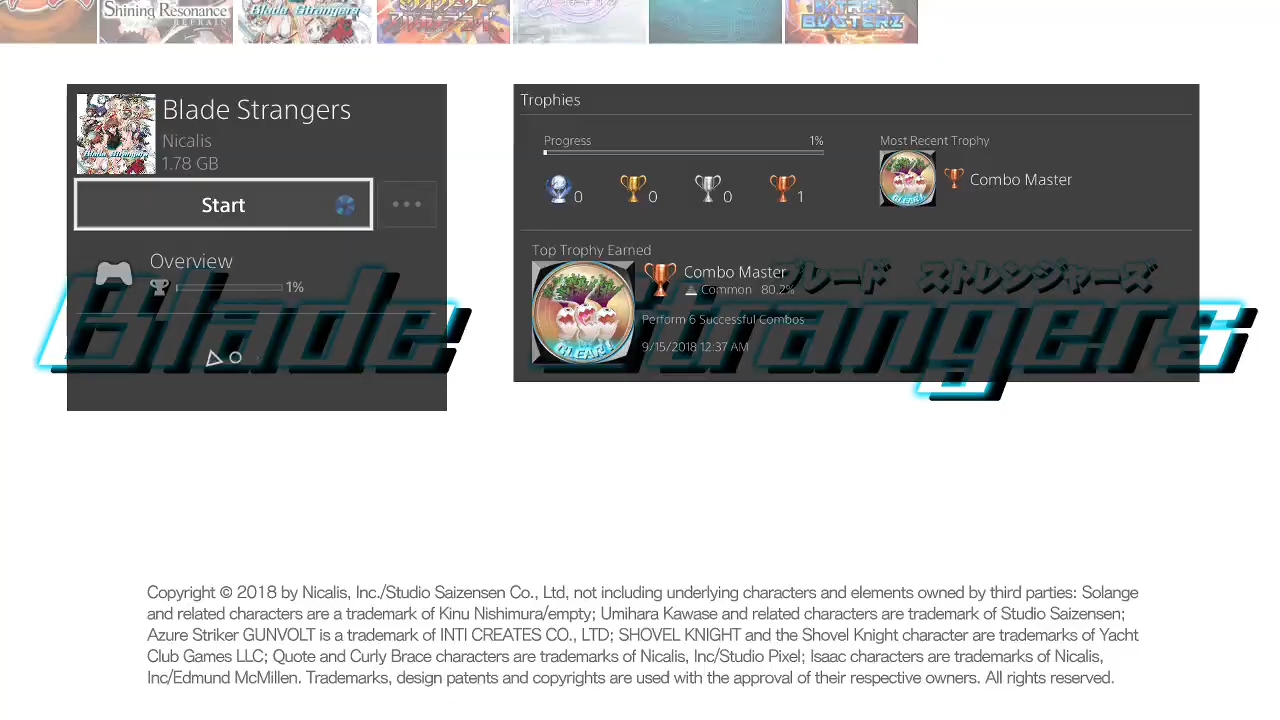 Shining Resonance
REFRAIN
Blade Strangers
BLASTERZ
Blade Strangers
Nicalis
1.78 GB
Start
Overview
1%
Trophies
Progress 1%
0 0 0 1
Most Recent Trophy
Combo Master
CLEAR!
Top Trophy Earned
Combo Master
Common 80.2%
Perform 6 Successful Combos
9/15/2018 12:37 AM
CLEAR!
ブレード ストレンジャーズ
Blade Strangers
Copyright © 2018 by Nicalis, Inc./Studio Saizensen Co., Ltd, not including underlying characters and elements owned by third parties: Solange
and related characters are a trademark of Kinu Nishimura/empty; Umihara Kawase and related characters are trademark of Studio Saizensen;
Azure Striker GUNVOLT is a trademark of INTI CREATES CO., LTD; SHOVEL KNIGHT and the Shovel Knight character are trademarks of Yacht
Club Games LLC; Quote and Curly Brace characters are trademarks of Nicalis, Inc/Studio Pixel; Isaac characters are trademarks of Nicalis,
Inc/Edmund McMillen. Trademarks, design patents and copyrights are used with the approval of their respective owners. All rights reserved.